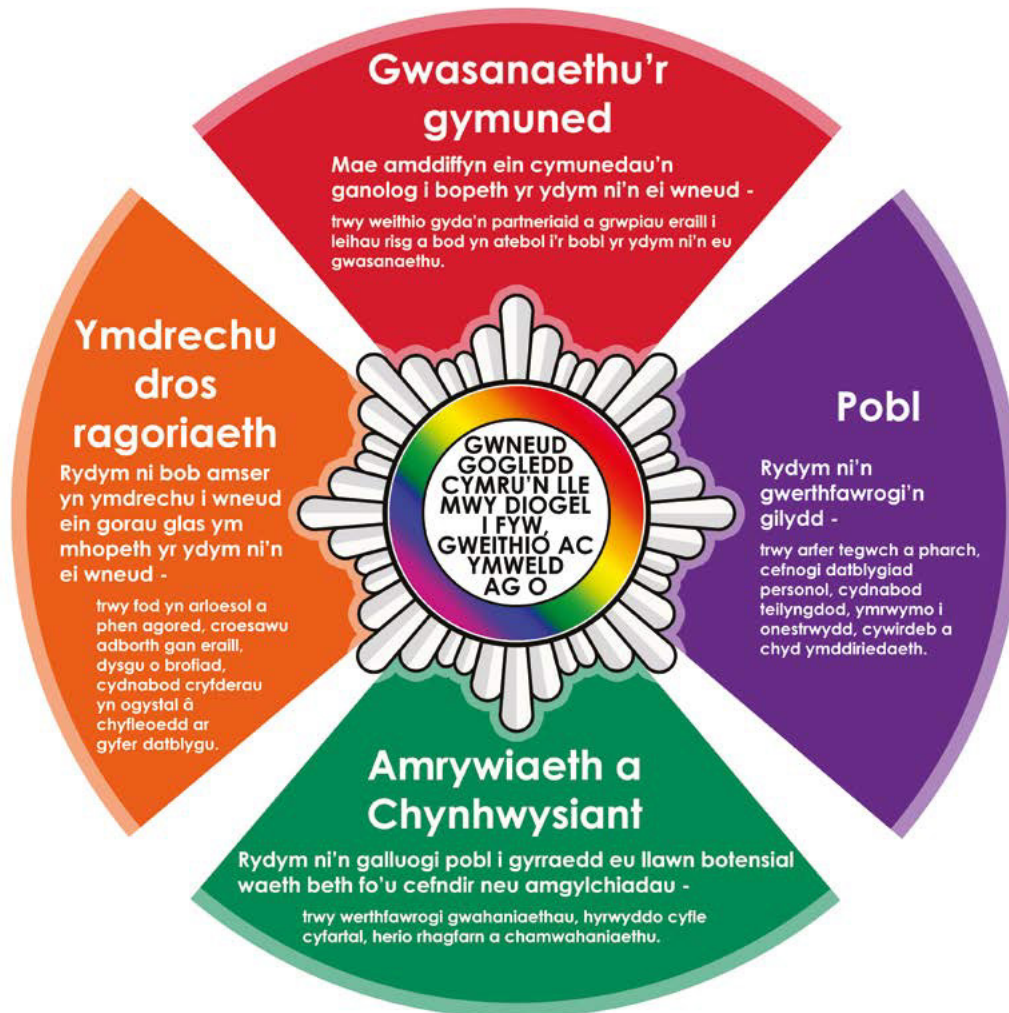 Gwasanaethu'r
gymuned
Mae amddiffyn ein cymunedau'n
ganolog i bopeth yr ydym ni'n ei wneud -
trwy weithio gyda'n partneriaid a grwpiau eraill i
leihau risg a bod yn atebol i'r bobl yr ydym ni'n eu
gwasanaethu.
Ymdrechu
dros
ragoriaeth
Rydym ni bob amser
yn ymdrechu i wneud
ein gorau glas ym
mhopeth yr ydym ni'n
ei wneud -
trwy fod yn arloesol a
phen agored, croesawu
adborth gan eraill,
dysgu o brofiad,
cydnabod cryfderau
yn ogystal â
chyfleoedd ar
gyfer datblygu.
GWNEUD
GOGLEDD
CYMRU'N LLE
MWY DIOGEL
I FYW,
GWEITHIO AC
YMWELD
AG O
Pobl
Rydym ni'n
gwerthfawrogi'n
gilydd -
trwy arfer tegwch a pharch,
cefnogi datblygiad
personol, cydnabod
teilyngdod, ymrwymo i
onestrwydd, cywirdeb a
chyd ymddiriedaeth.
Amrywiaeth a
Chynhwysiant
Rydym ni'n galluogi pobl i gyrraedd eu llawn botensial
waeth beth fo'u cefndir neu amgylchiadau -
trwy werthfawrogi gwahaniaethau, hyrwyddo cyfle
cyfartal, herio rhagfarn a chamwahaniaethu.